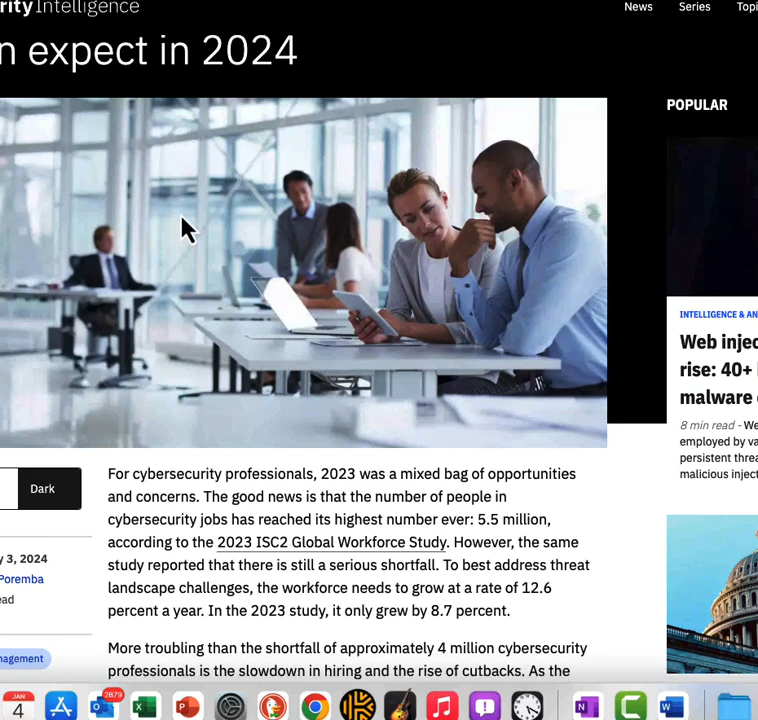 rity Intelligence
News Series Topi
n expect in 2024
POPULAR
INTELLIGENCE & AN
Web injec
rise: 40+
malware
8 min read - We
employed by va
persistent threa
malicious inject
Dark
y 3, 2024
Poremba
ead
nagement
For cybersecurity professionals, 2023 was a mixed bag of opportunities
and concerns. The good news is that the number of people in
cybersecurity jobs has reached its highest number ever: 5.5 million,
according to the 2023 ISC2 Global Workforce Study. However, the same
study reported that there is still a serious shortfall. To best address threat
landscape challenges, the workforce needs to grow at a rate of 12.6
percent a year. In the 2023 study, it only grew by 8.7 percent.
More troubling than the shortfall of approximately 4 million cybersecurity
professionals is the slowdown in hiring and the rise of cutbacks. As the
JAN
4
2879